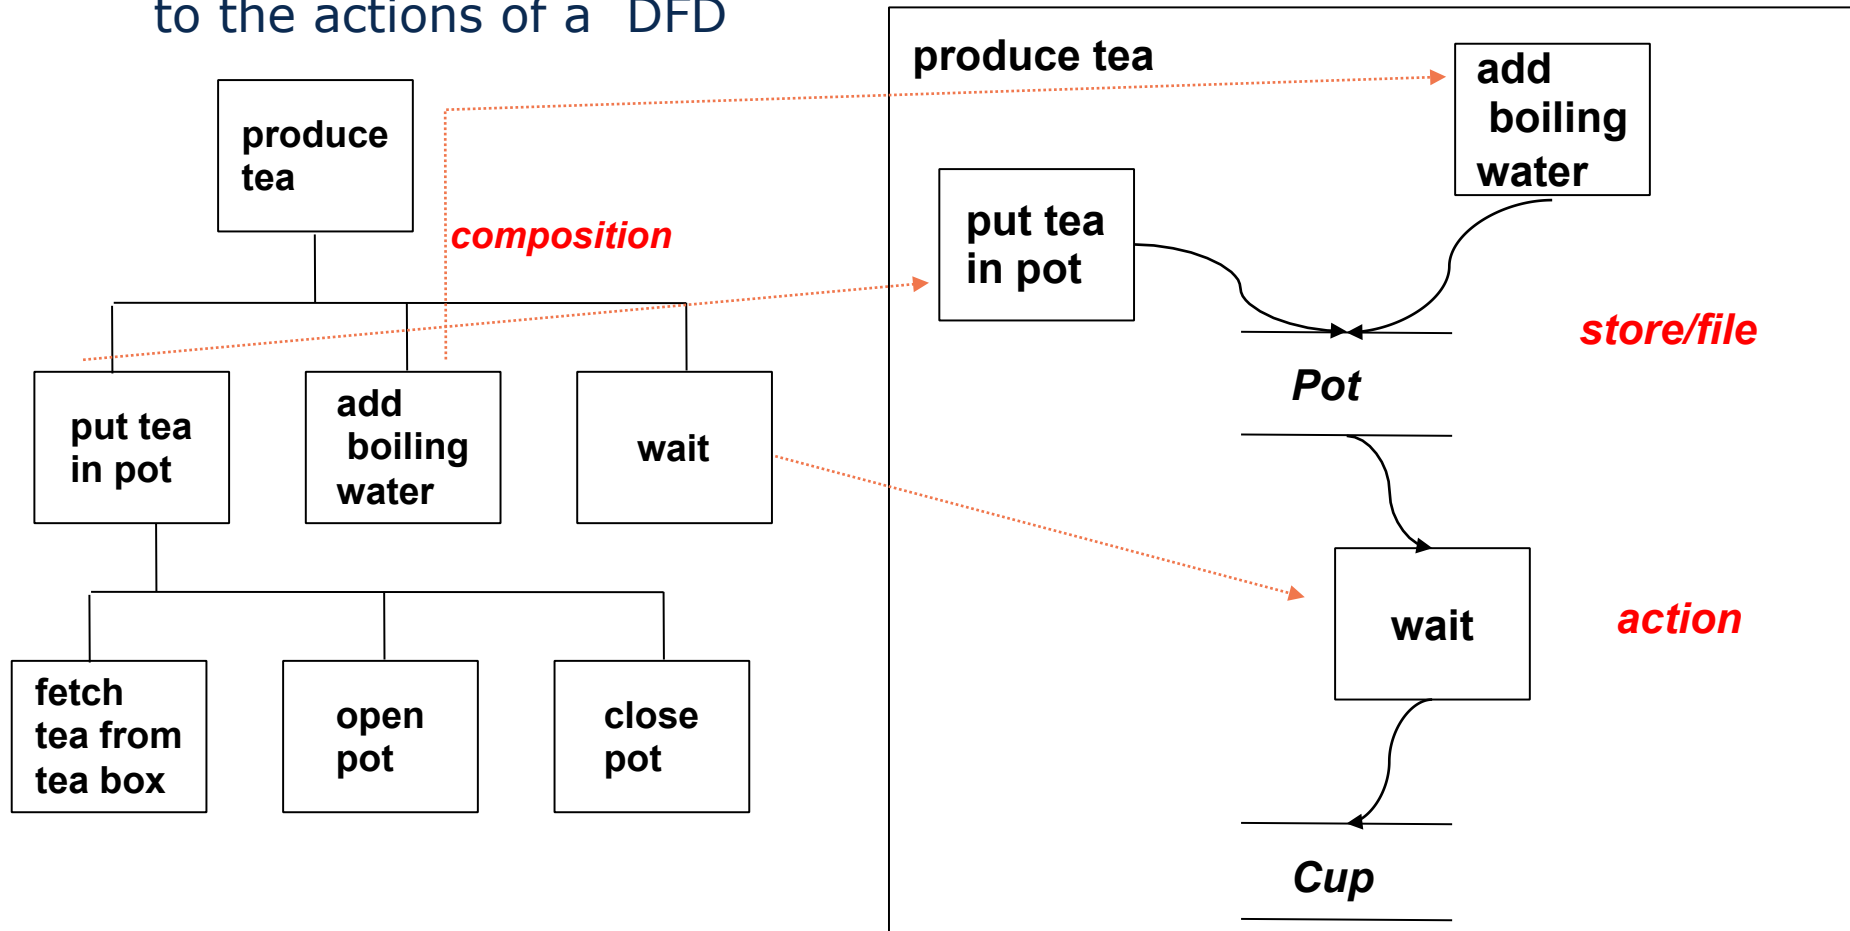 to the actions of a DFD
produce
tea
composition
put tea
in pot
add
boiling
water
wait
fetch
tea from
tea box
open
pot
close
pot
produce tea
add
boiling
water
put tea
in pot
store/file
Pot
wait
action
Cup